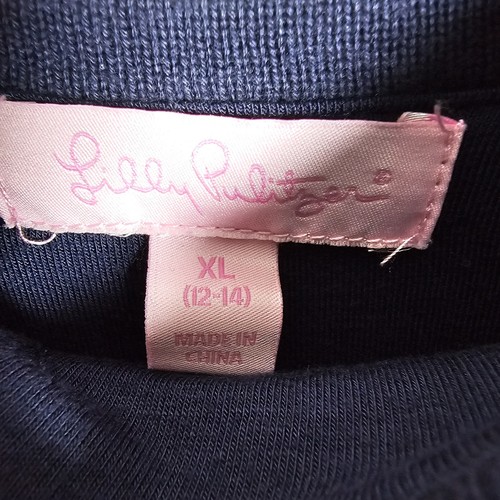 Lilly Pulitzer®
XL
(12-14)
MADE IN
CHINA